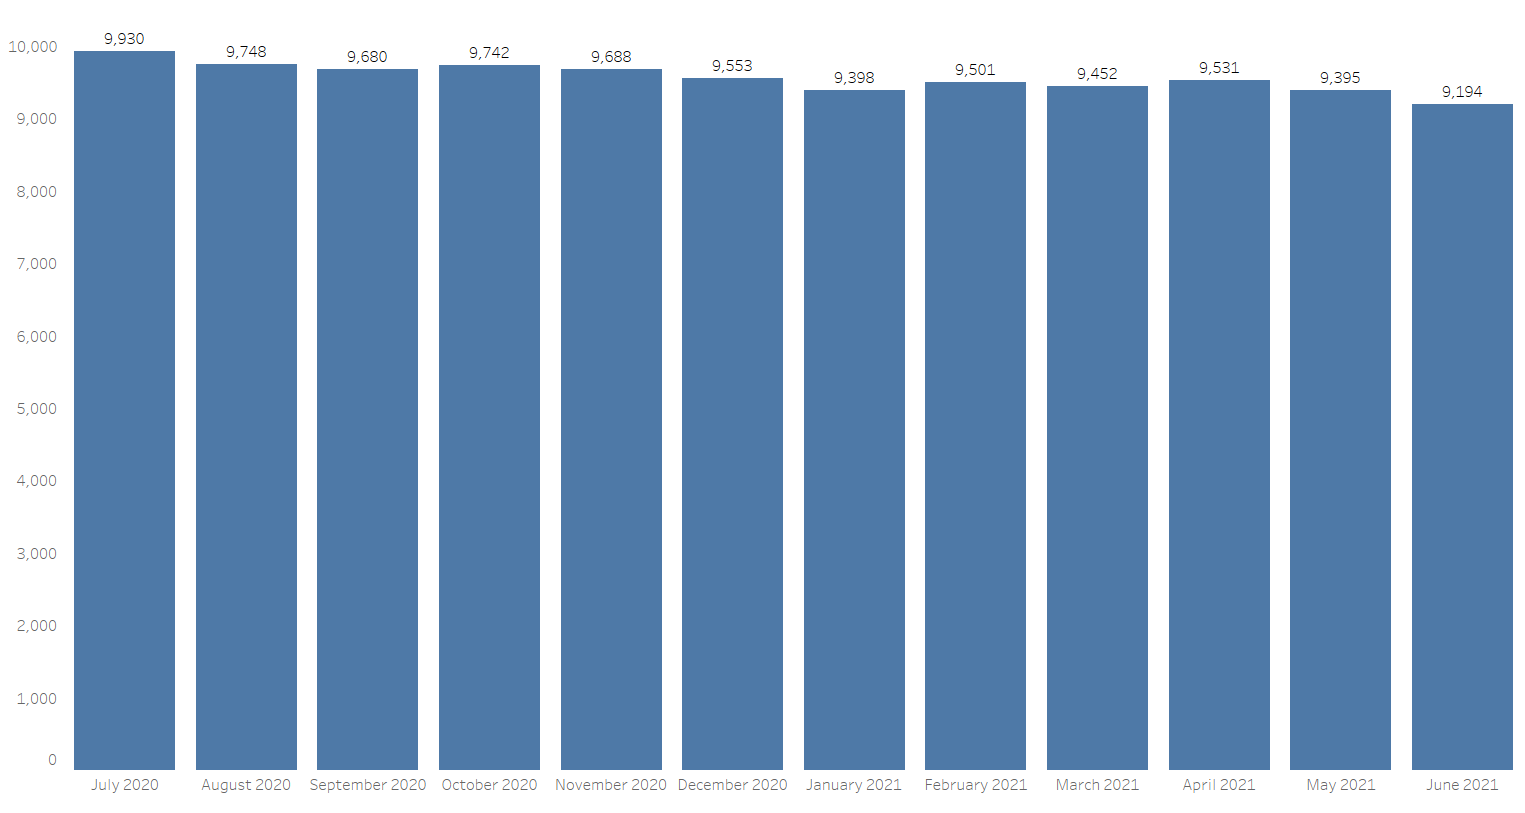 10,000
9,000
8,000
7,000
6,000
5,000
4,000
3,000
2,000
1,000
0
9,930
9,748
9,680
9,742
9,688
9,553
9,398
9,501
9,452
9,531
9,395
9,194
July 2020
August 2020
September 2020
October 2020
November 2020
December 2020
January 2021
February 2021
March 2021
April 2021
May 2021
June 2021